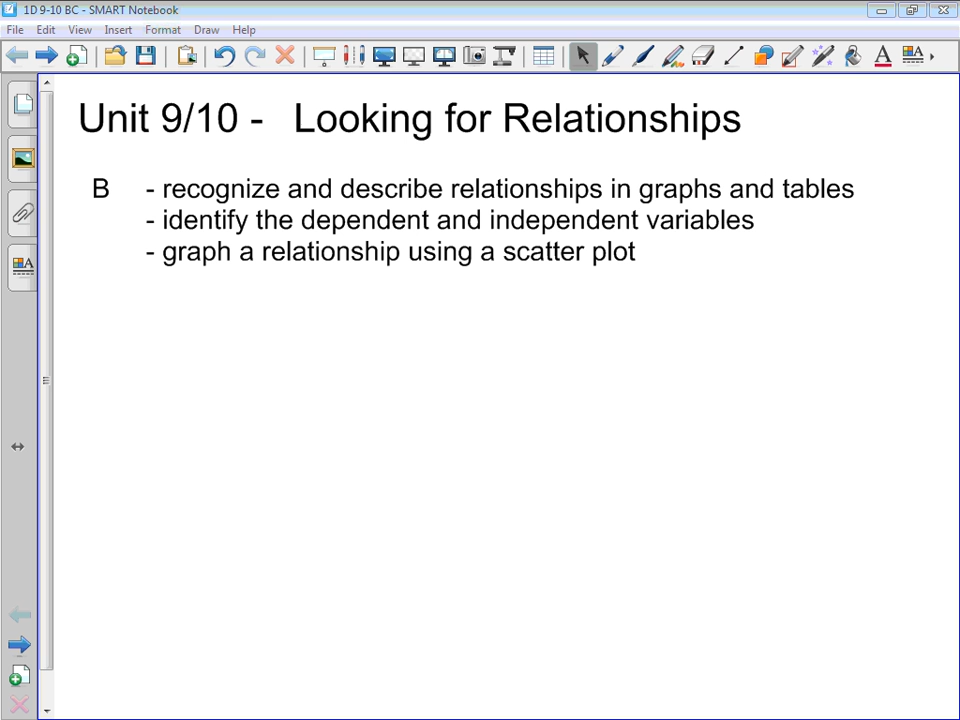 1D 9-10 BC - SMART Notebook
File Edit View Insert Format Draw Help
Unit 9/10 - Looking for Relationships
B - recognize and describe relationships in graphs and tables
- identify the dependent and independent variables
- graph a relationship using a scatter plot